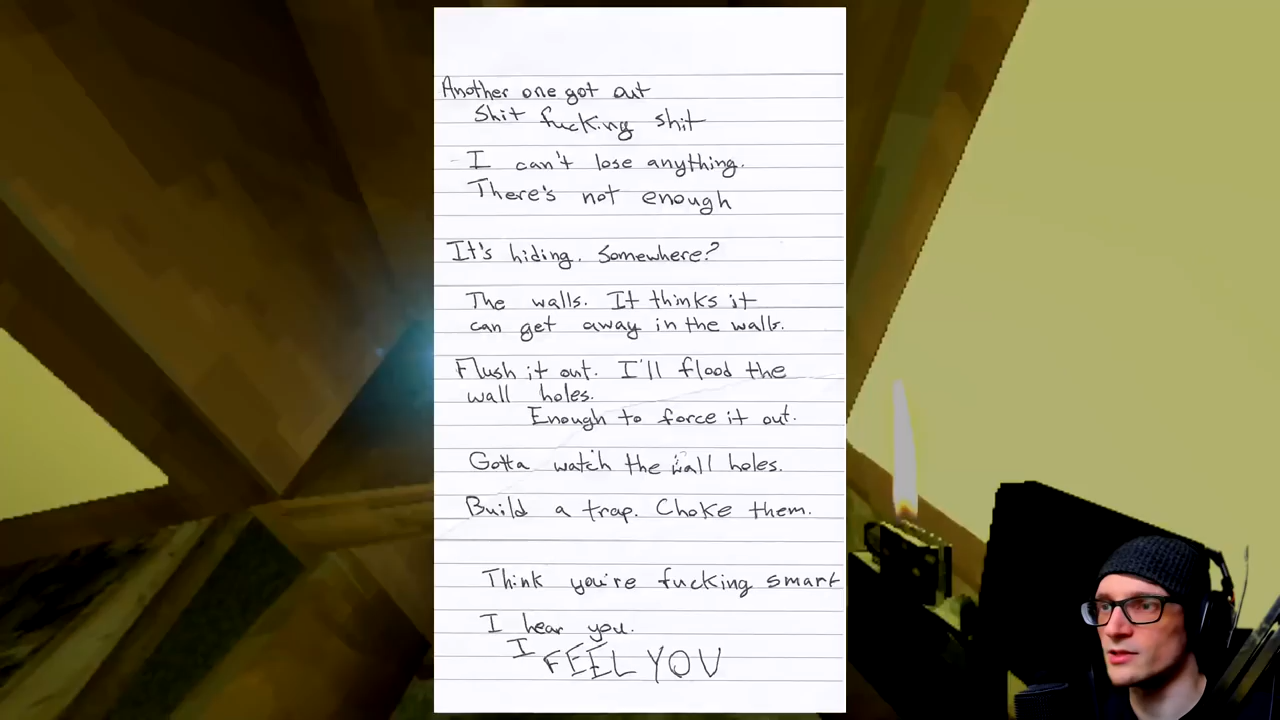 Another one got out
Shit fucking shit
I can't lose anything.
There's not enough
It's hiding. Somewhere?
The walls. It thinks it
can get away in the walls.
Flush it out. I'll flood the
wall holes.
Enough to force it out.
Gotta watch the wall holes.
Build a trap. Choke them.
Think you're fucking smart
I hear you.
I FEEL YOU